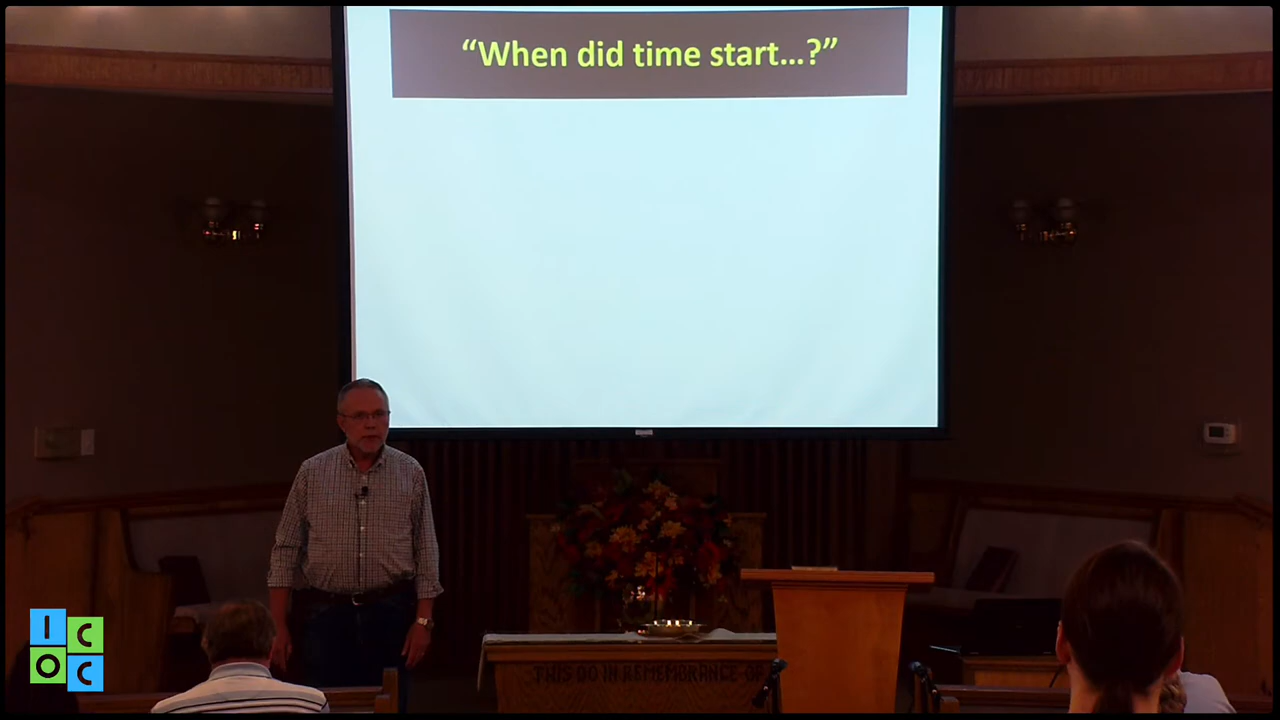 “When did time start...?”
THIS DO IN REMEMBRANCE OF
I C
O C